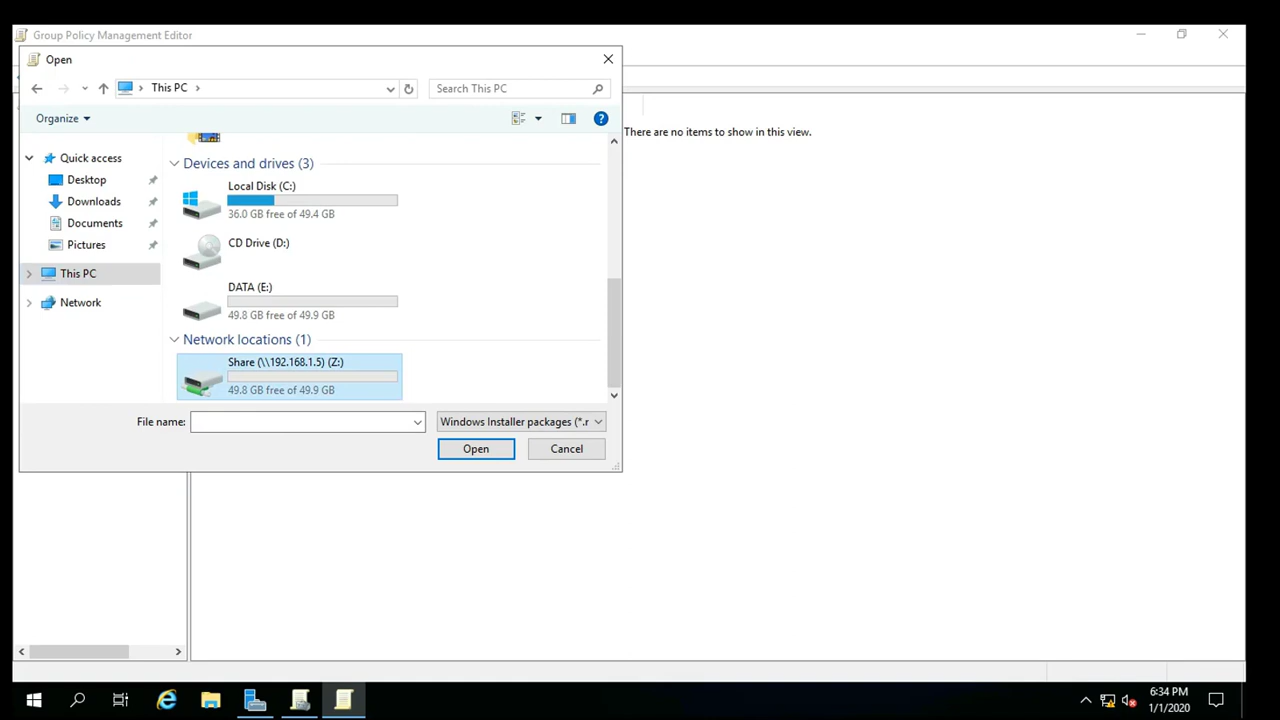 Group Policy Management Editor
Open
This PC
Search This PC
Organize
There are no items to show in this view.
Quick access
Desktop
Downloads
Documents
Pictures
This PC
Network
Devices and drives (3)
Local Disk (C:)
36.0 GB free of 49.4 GB
CD Drive (D:)
DATA (E:)
49.8 GB free of 49.9 GB
Network locations (1)
Share (\\192.168.1.5) (Z:)
49.8 GB free of 49.9 GB
File name:
Windows Installer packages (*.r
Open
Cancel
6:34 PM
1/1/2020